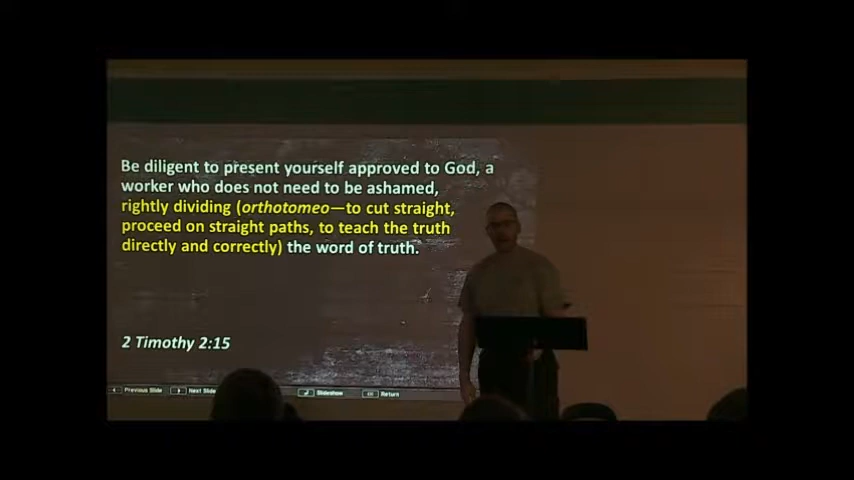 Be diligent to present yourself approved to God, a
worker who does not need to be ashamed,
rightly dividing (orthotomeo—to cut straight,
proceed on straight paths, to teach the truth
directly and correctly) the word of truth.
2 Timothy 2:15
Previous Slide Next Slide Slideshow Return